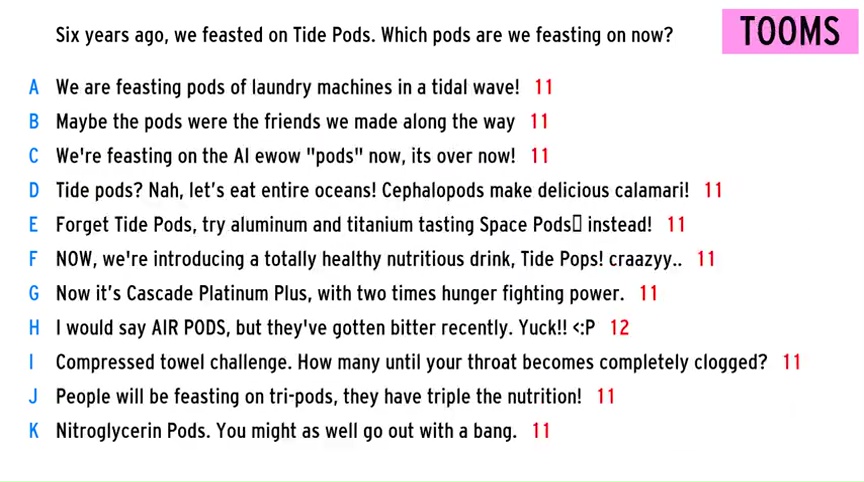 Six years ago, we feasted on Tide Pods. Which pods are we feasting on now?
TOOMS
A We are feasting pods of laundry machines in a tidal wave! 11
B Maybe the pods were the friends we made along the way 11
C We're feasting on the AI ewow "pods" now, its over now! 11
D Tide pods? Nah, let’s eat entire oceans! Cephalopods make delicious calamari! 11
E Forget Tide Pods, try aluminum and titanium tasting Space Pods▯ instead! 11
F NOW, we're introducing a totally healthy nutritious drink, Tide Pops! craazyy.. 11
G Now it’s Cascade Platinum Plus, with two times hunger fighting power. 11
H I would say AIR PODS, but they've gotten bitter recently. Yuck!! <:P 12
I Compressed towel challenge. How many until your throat becomes completely clogged? 11
J People will be feasting on tri-pods, they have triple the nutrition! 11
K Nitroglycerin Pods. You might as well go out with a bang. 11